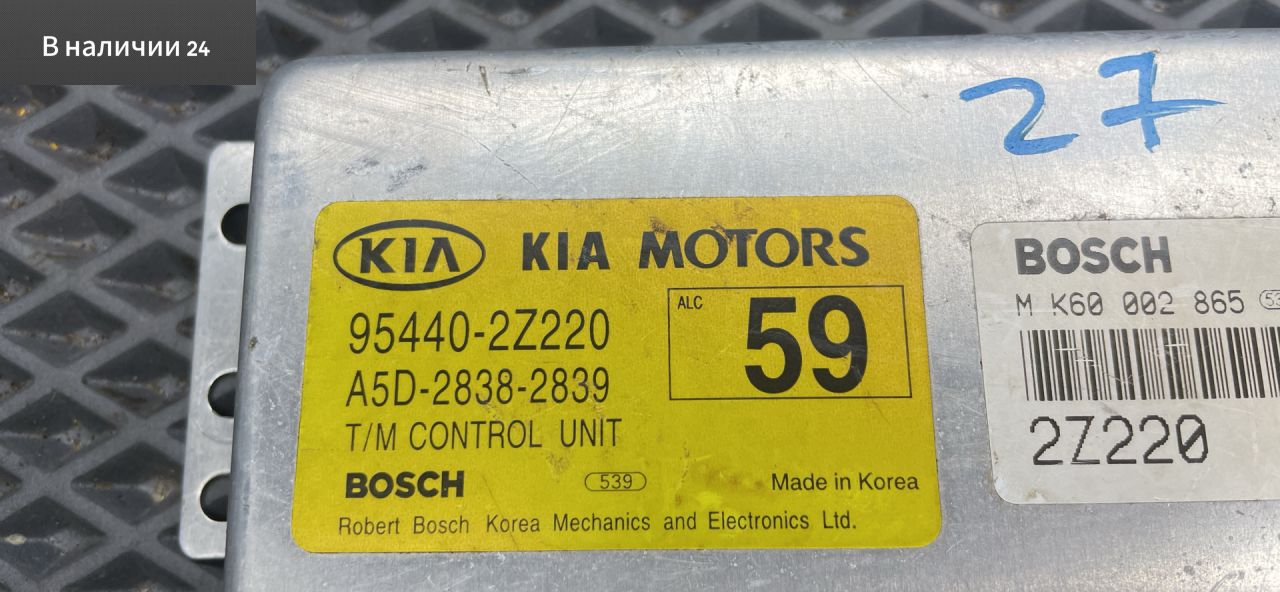 В наличии 24
27
KIA KIA MOTORS
95440-2Z220
ALC
59
A5D-2838-2839
T/M CONTROL UNIT
BOSCH 539 Made in Korea
Robert Bosch Korea Mechanics and Electronics Ltd.
BOSCH
M K60 002 865
2Z220